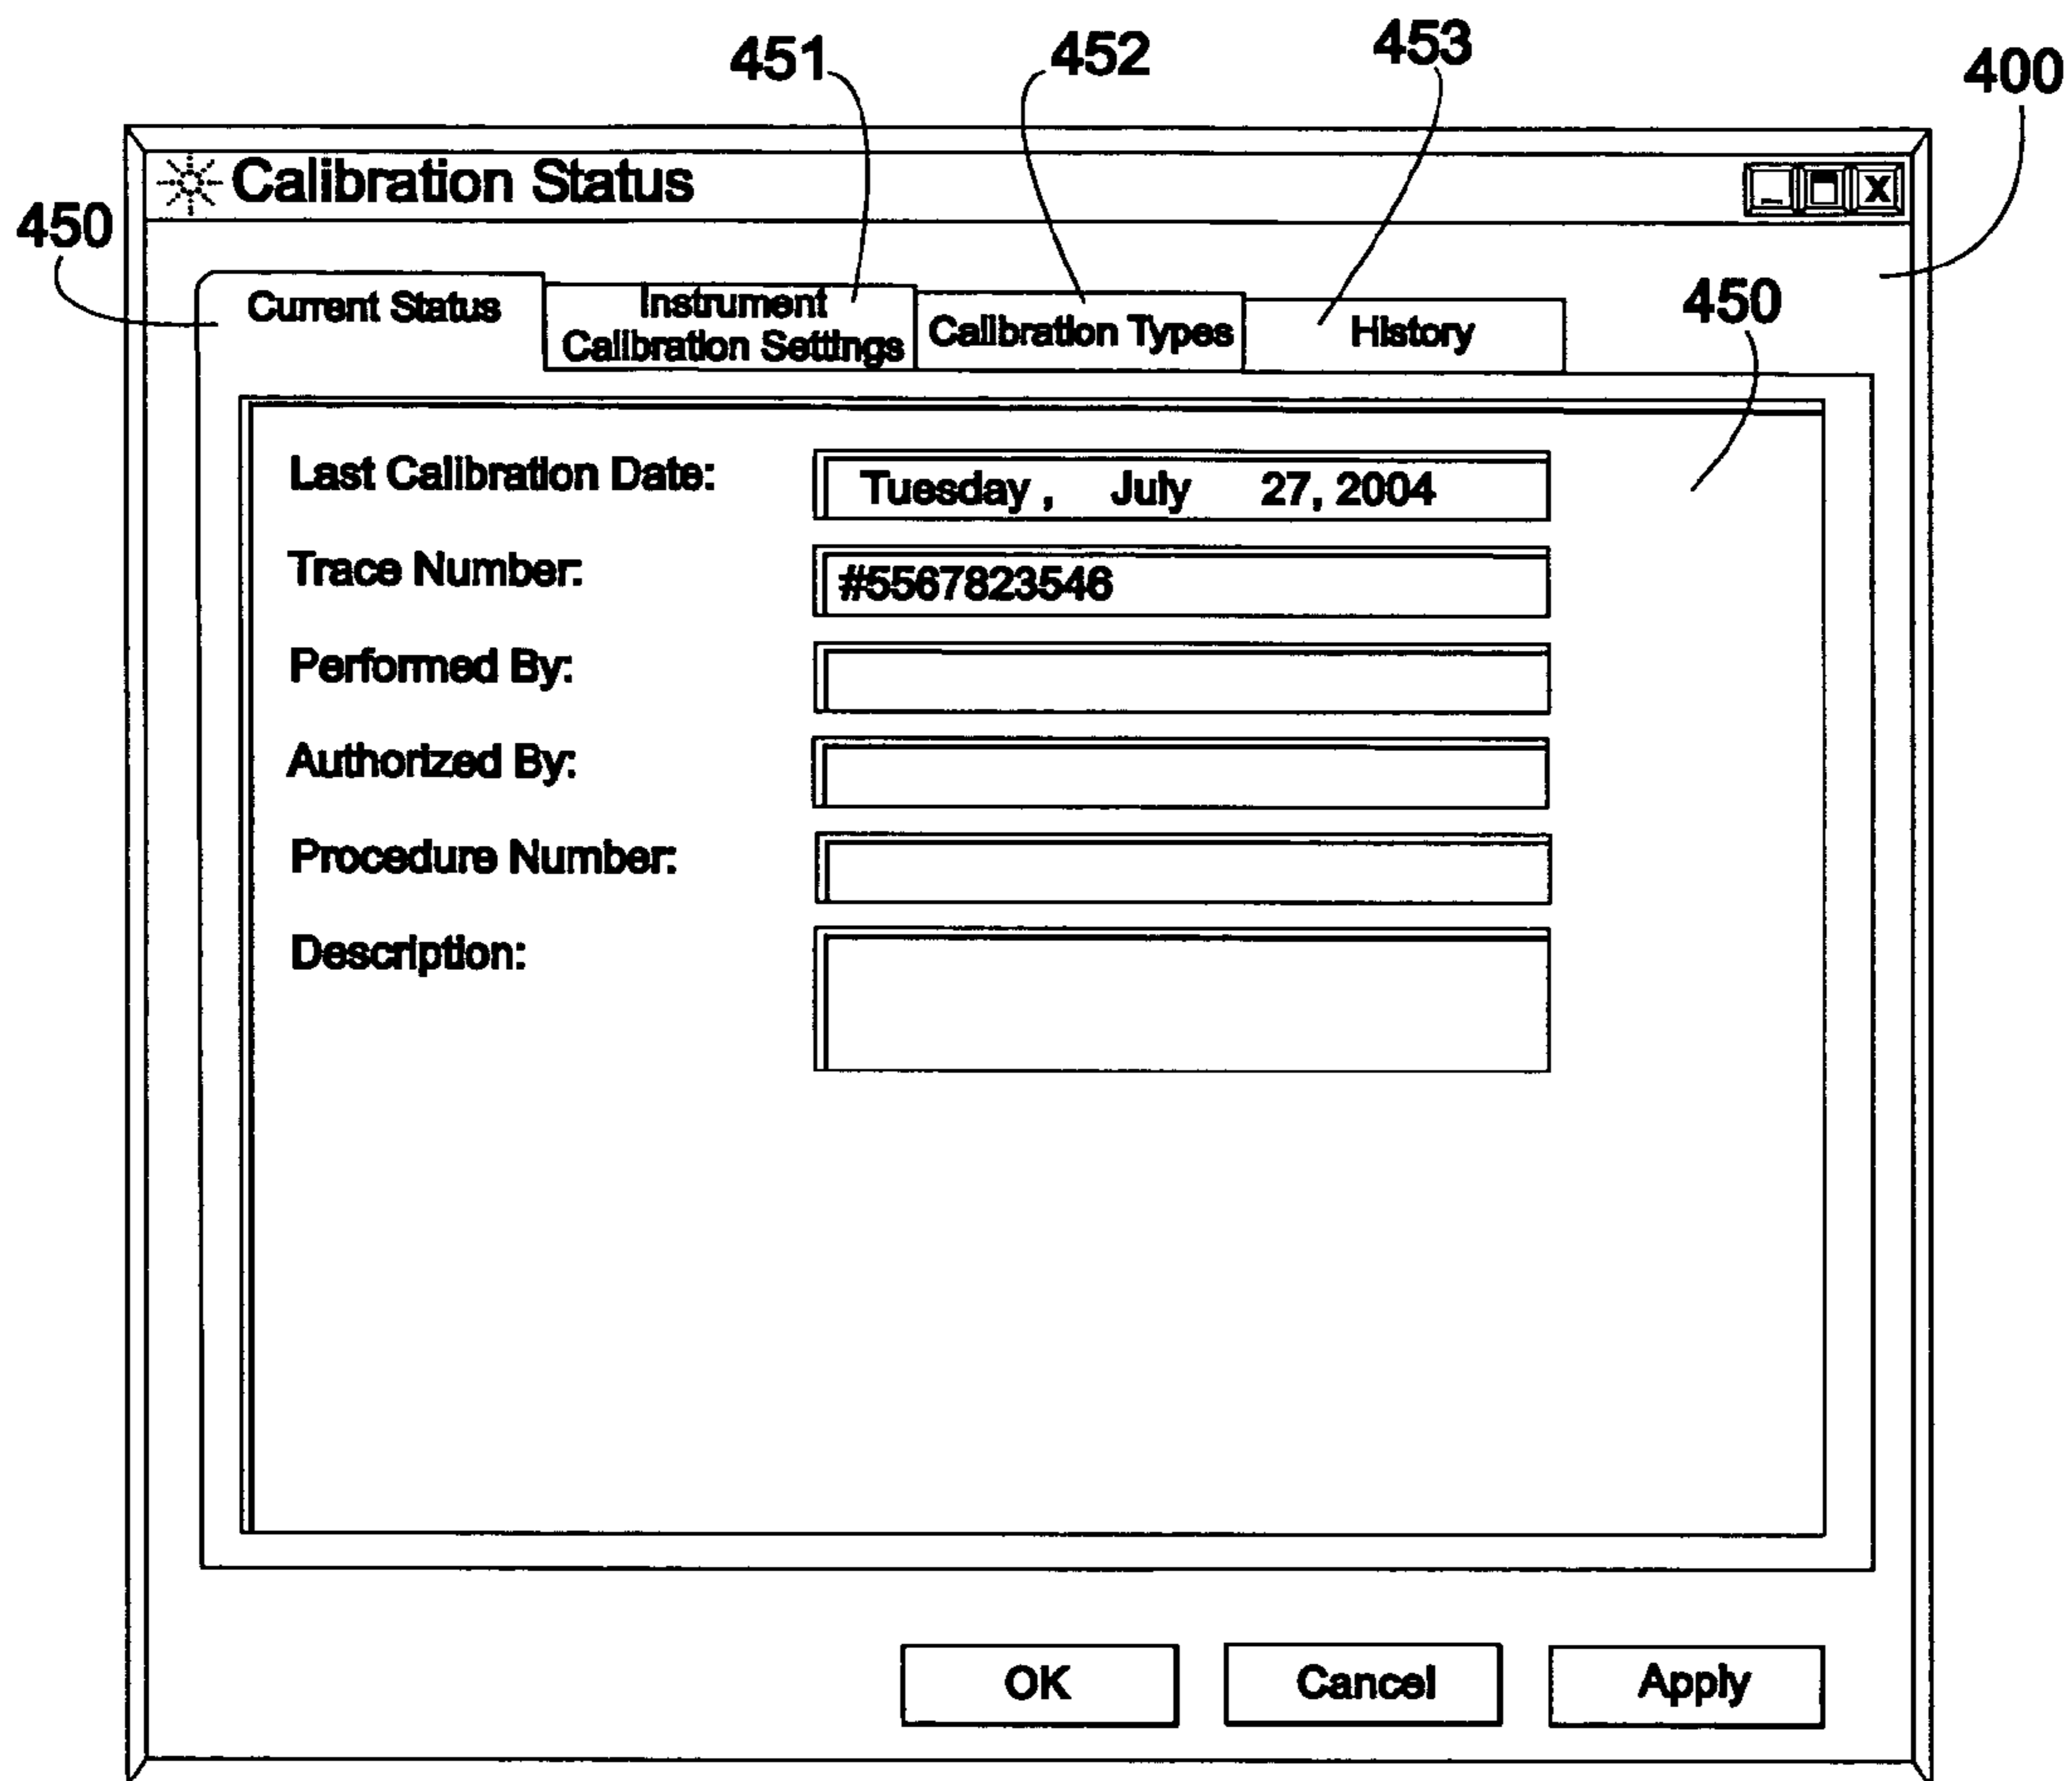 451
452
453
400
Calibration Status
X
450
Current Status
Instrument
Calibration Settings
Calibration Types
History
450
Last Calibration Date:
Tuesday, July 27, 2004
Trace Number:
#5567823546
Performed By:
Authorized By:
Procedure Number:
Description:
OK
Cancel
Apply